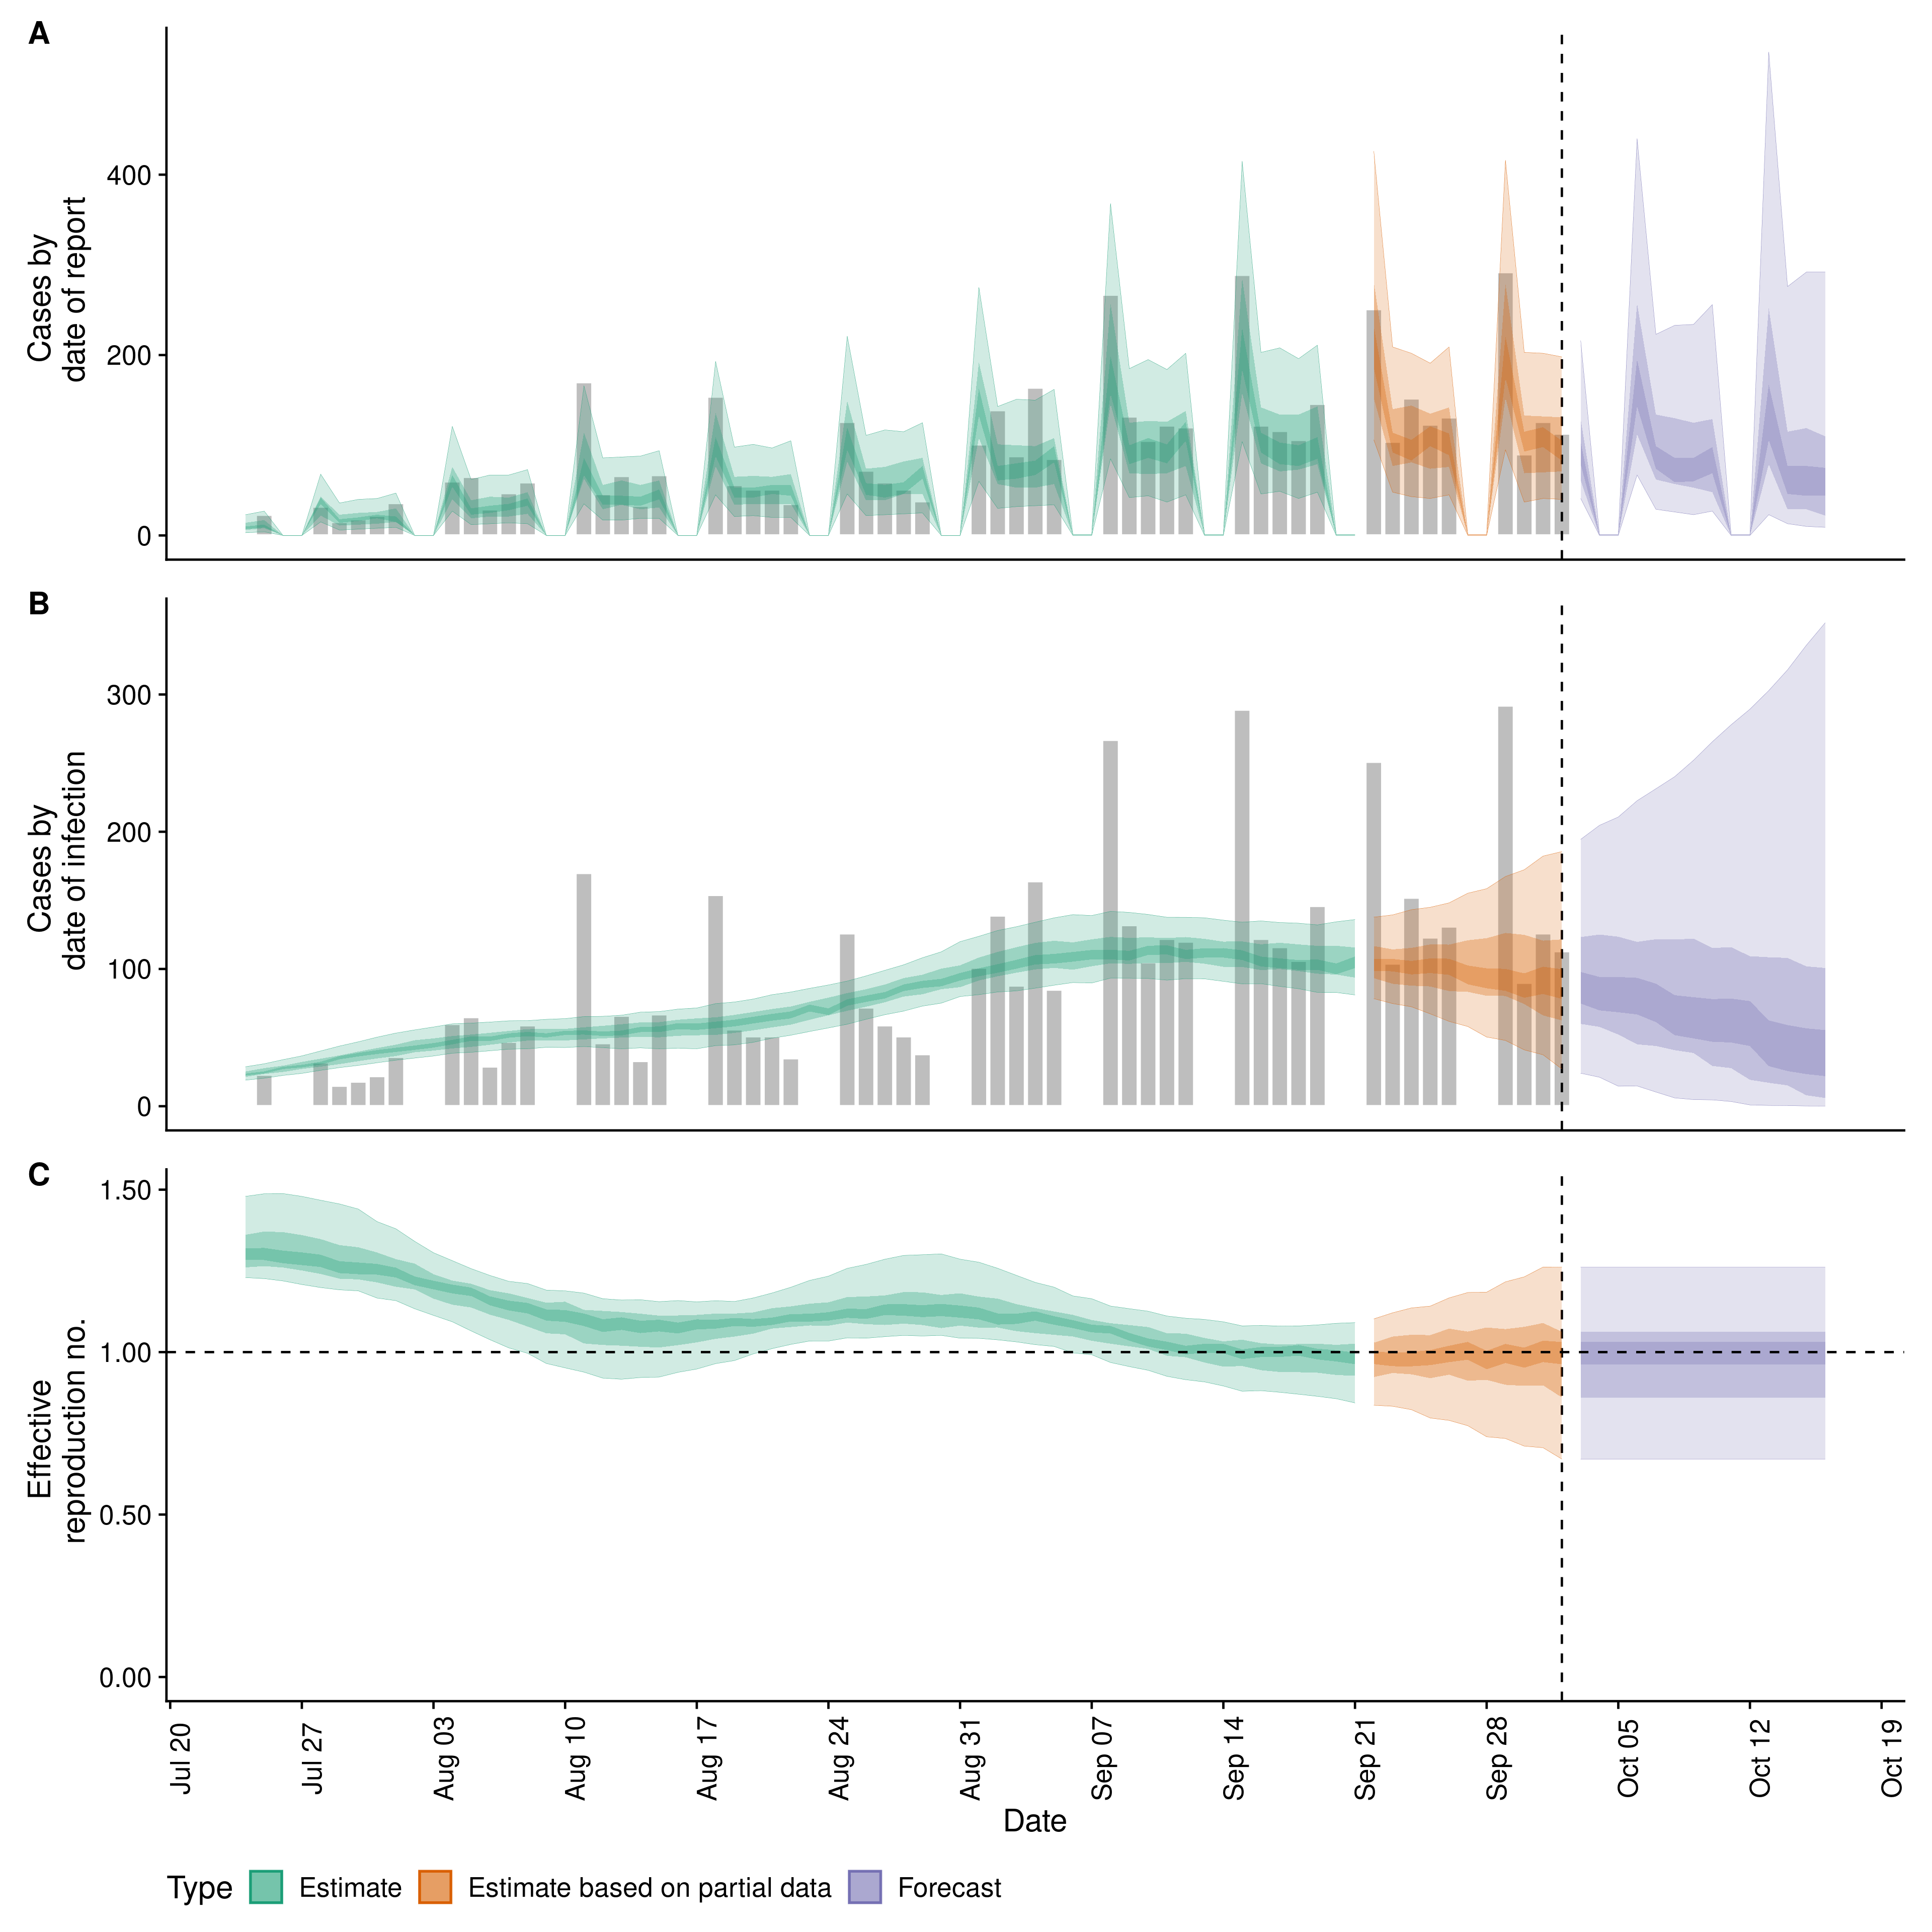 A
Cases by
date of report
400
200
0
B
Cases by
date of infection
300
200
100
0
C
Effective
reproduction no.
1.50
1.00
0.50
0.00
Jul 20
Jul 27
Aug 03
Aug 10
Aug 17
Aug 24
Aug 31
Sep 07
Sep 14
Sep 21
Sep 28
Oct 05
Oct 12
Oct 19
Date
Type Estimate Estimate based on partial data Forecast